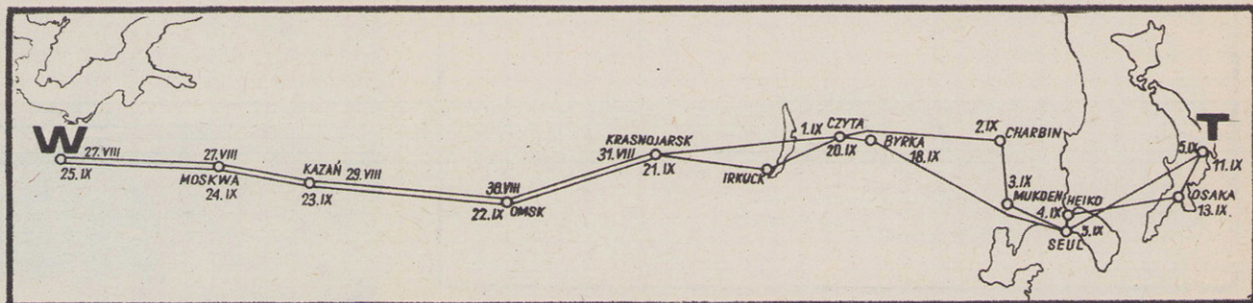 W
27.VIII
25.IX
27.VIII
MOSKWA
24.IX
KAZAŃ
29.VIII
23.IX
30.VIII
22.IX
OMSK
KRASNOJARSK
31.VIII
21.IX
IRKUCK
1.IX
CZYTA
20.IX
BYRKA
18.IX
2.IX
CHARBIN
3.IX
MUKDEN
HEIKO
4.IX
5.IX
SEUL
T
5.IX
11.IX
OSAKA
13.IX.